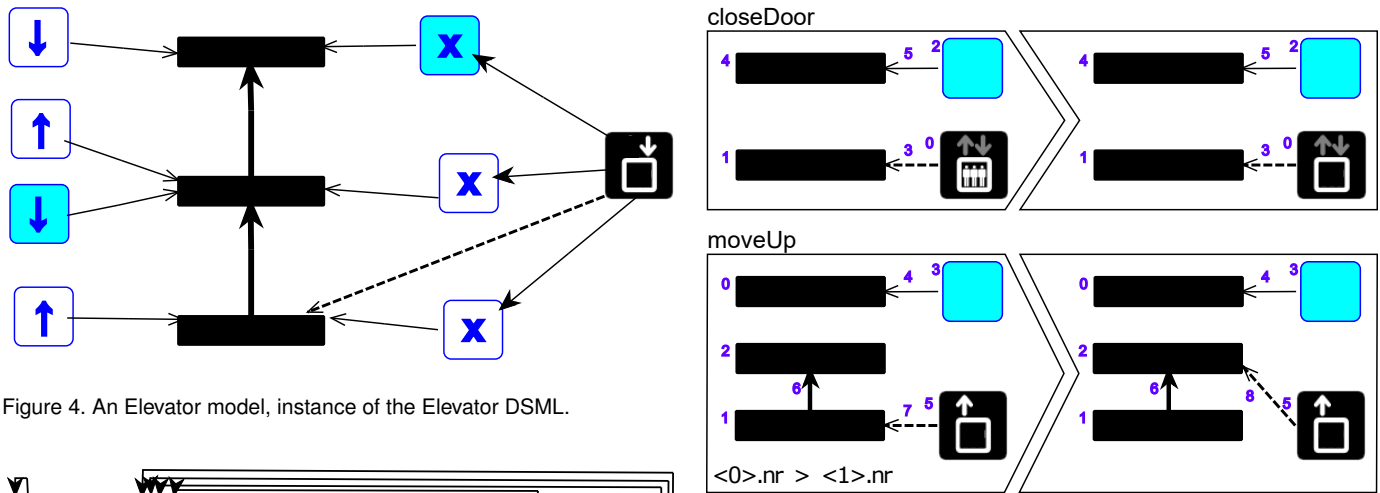 x
x
x
Figure 4. An Elevator model, instance of the Elevator DSML.
closeDoor
4 5 2
1 3 0
4 5 2
1 3 0
moveUp
0 4 3
2
6
1 7 5
<0>.nr > <1>.nr
0 4 3
2
6 8 5
1